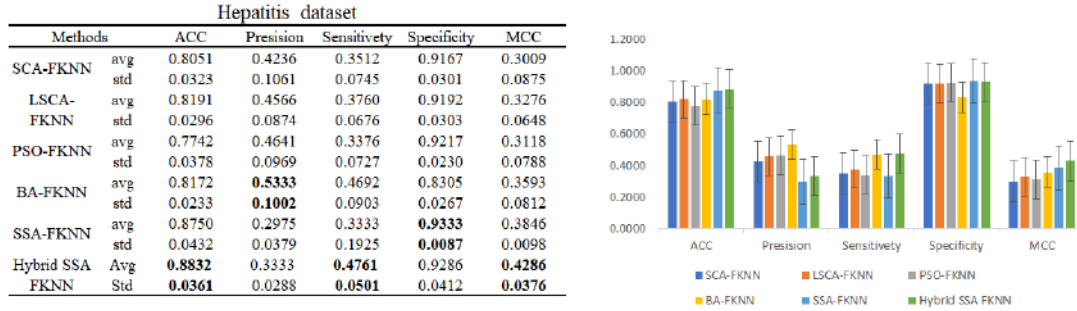 Hepatitis dataset
Methods ACC Presision Sensitivety Specificity MCC
SCA-FKNN avg 0.8051 0.4236 0.3512 0.9167 0.3009
std 0.0323 0.1061 0.0745 0.0301 0.0875
LSCA-FKNN avg 0.8191 0.4566 0.3760 0.9192 0.3276
std 0.0296 0.0874 0.0676 0.0303 0.0648
PSO-FKNN avg 0.7742 0.4641 0.3376 0.9217 0.3118
std 0.0378 0.0969 0.0727 0.0230 0.0788
BA-FKNN avg 0.8172 0.5333 0.4692 0.8305 0.3593
std 0.0233 0.1002 0.0903 0.0267 0.0812
SSA-FKNN avg 0.8750 0.2975 0.3333 0.9333 0.3846
std 0.0432 0.0379 0.1925 0.0087 0.0098
Hybrid SSA Avg 0.8832 0.3333 0.4761 0.9286 0.4286
FKNN Std 0.0361 0.0288 0.0501 0.0412 0.0376
1.2000
1.0000
0.8000
0.6000
0.4000
0.2000
0.0000
ACC Presision Sensitivety Specificity MCC
SCA-FKNN LSCA-FKNN PSO-FKNN
BA-FKNN SSA-FKNN Hybrid SSA FKNN